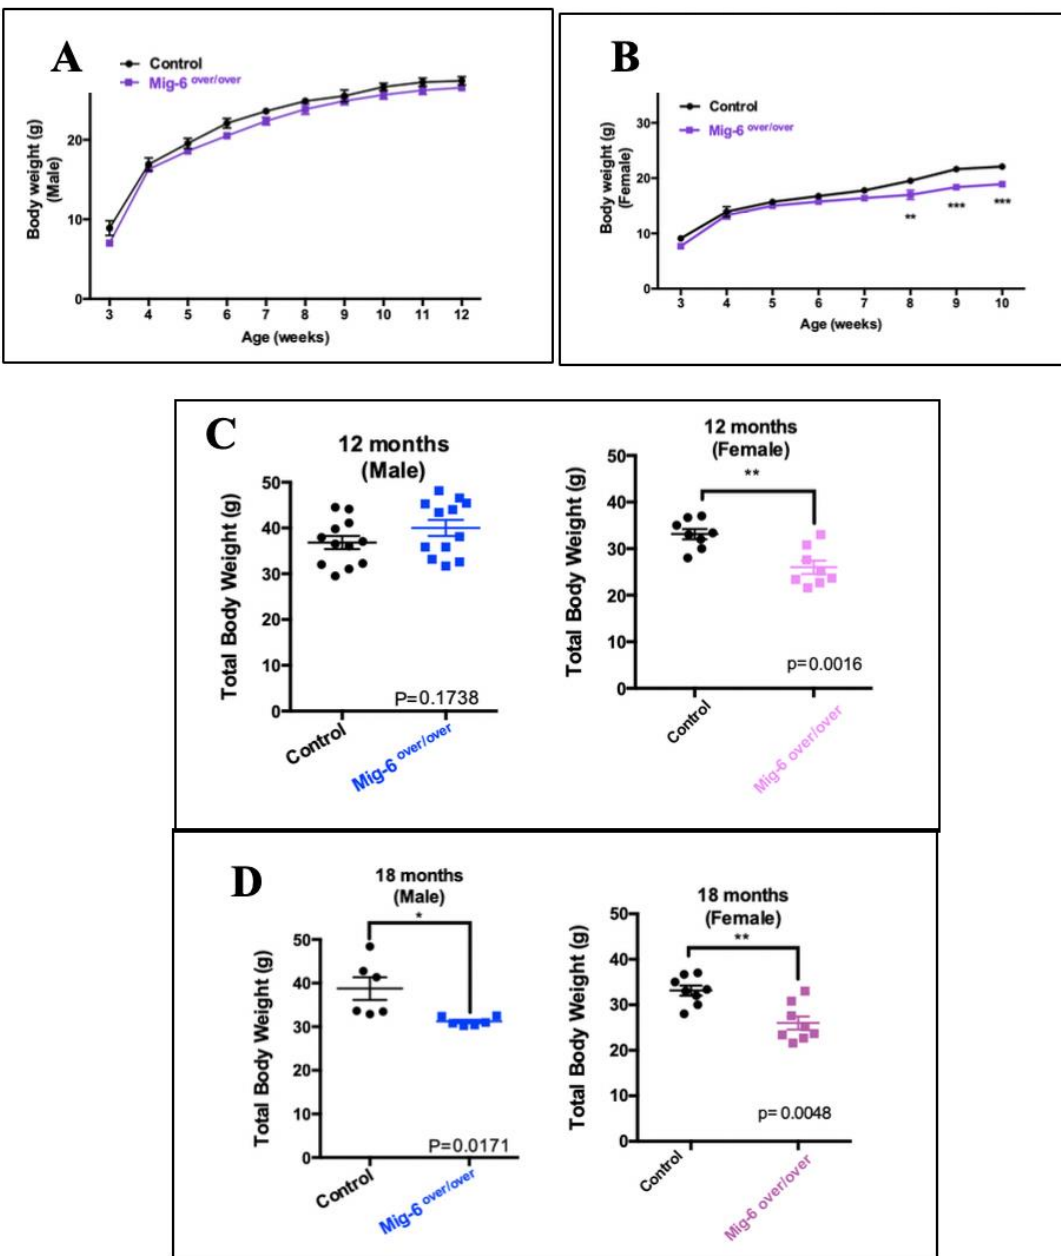 A
Control
Mig-6 over/over
Body weight (g)
(Male)
20
10
0
3 4 5 6 7 8 9 10 11 12
Age (weeks)
B
Control
Mig-6 over/over
Body weight (g)
(Female)
30
20
10
0
** *** ***
3 4 5 6 7 8 9 10
Age (weeks)
C
12 months
(Male)
Total Body Weight (g)
50
40
30
20
10
0
P=0.1738
Control
Mig-6 over/over
12 months
(Female)
**
Total Body Weight (g)
50
40
30
20
10
0
p=0.0016
Control
Mig-6 over/over
D
18 months
(Male)
*
Total Body Weight (g)
50
40
30
20
10
0
P=0.0171
Control
Mig-6 over/over
18 months
(Female)
**
Total Body Weight (g)
50
40
30
20
10
0
p= 0.0048
Control
Mig-6 over/over